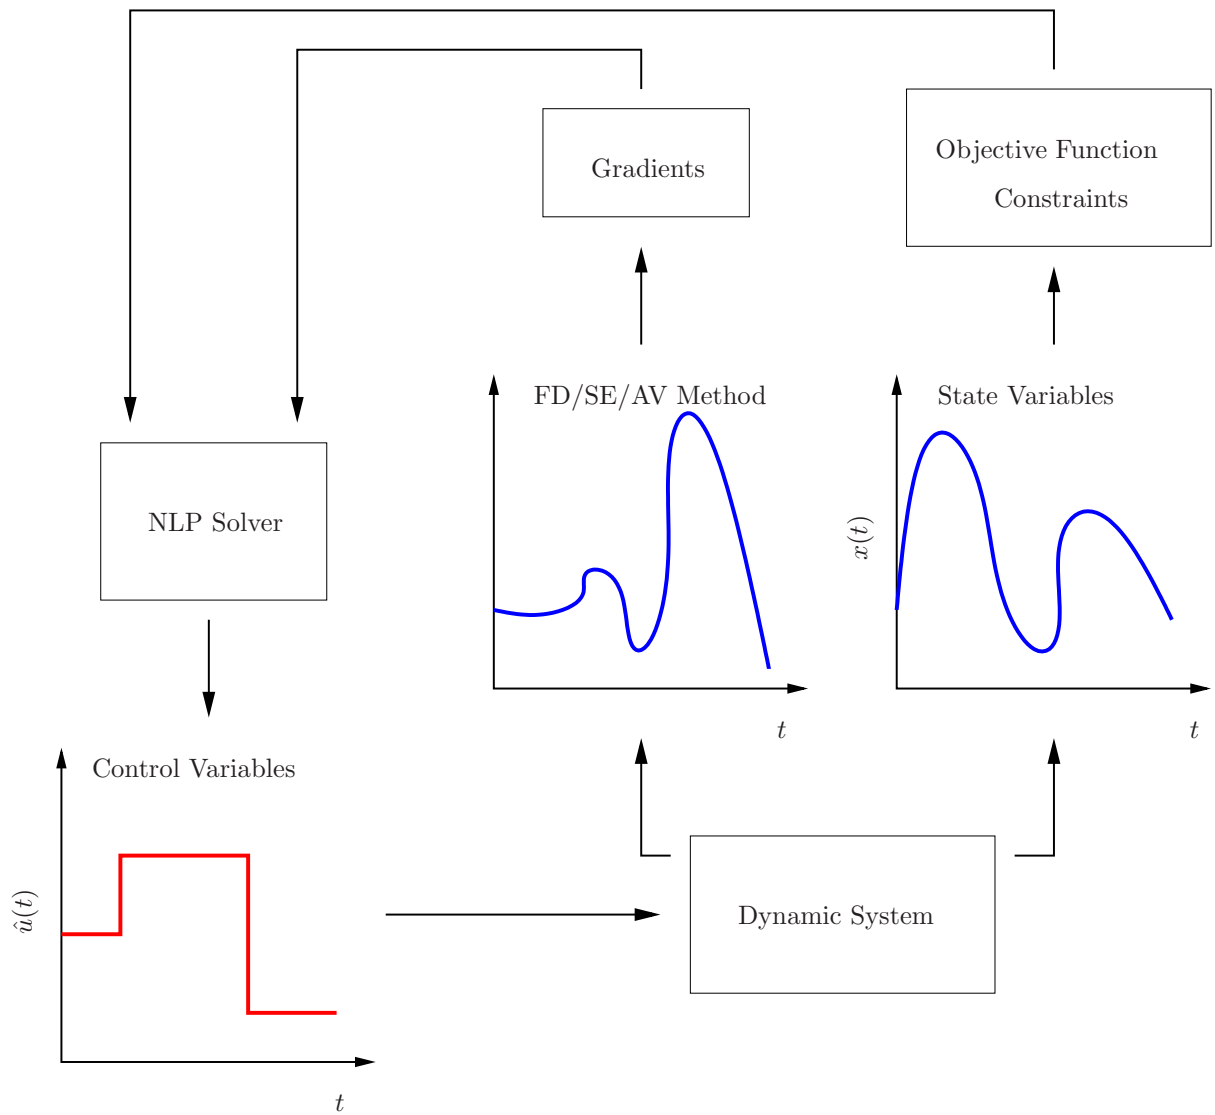 Objective Function
Constraints
Gradients
FD/SE/AV Method
State Variables
x(t)
t
t
NLP Solver
Control Variables
û(t)
t
Dynamic System